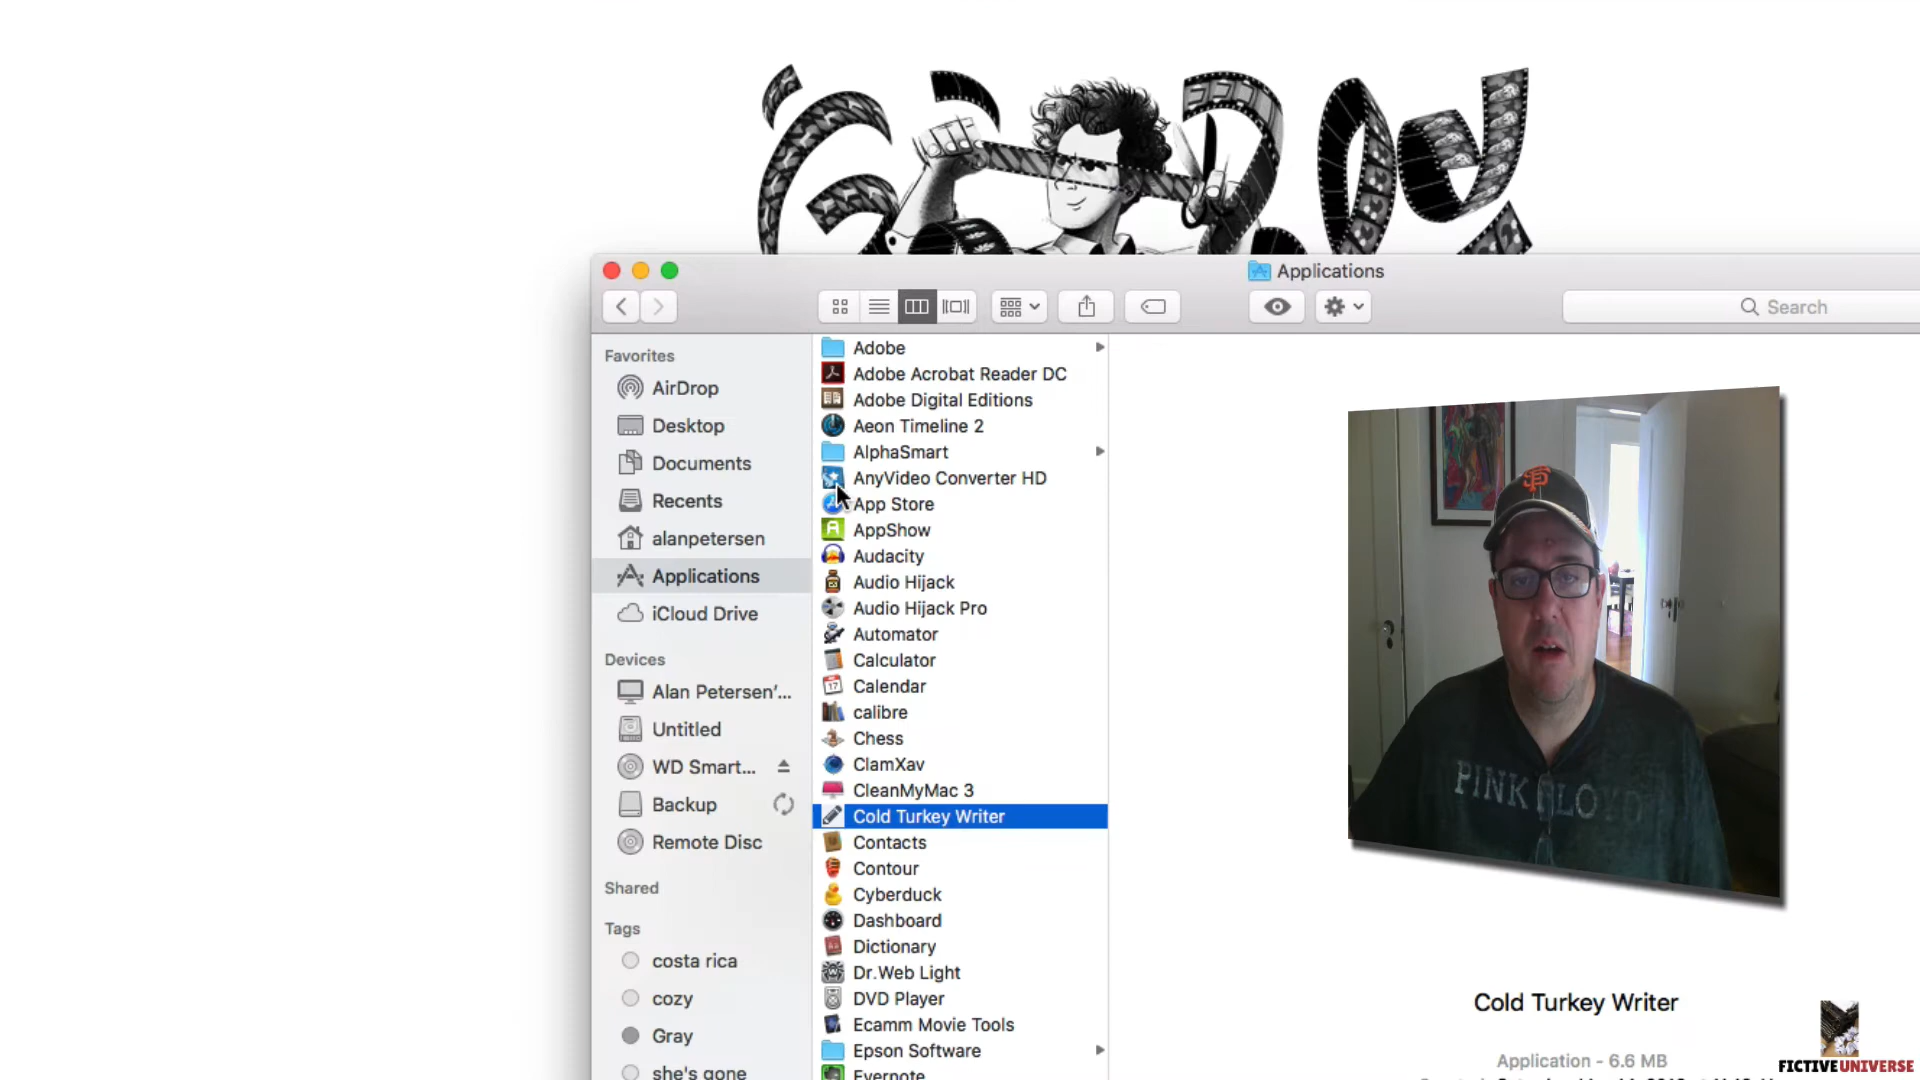 Applications
Search
Favorites
AirDrop
Desktop
Documents
Recents
alanpetersen
Applications
iCloud Drive
Devices
Alan Petersen'...
Untitled
WD Smart...
Backup
Remote Disc
Shared
Tags
costa rica
cozy
Gray
she's gone
Adobe
Adobe Acrobat Reader DC
Adobe Digital Editions
Aeon Timeline 2
AlphaSmart
AnyVideo Converter HD
App Store
AppShow
Audacity
Audio Hijack
Audio Hijack Pro
Automator
Calculator
Calendar
calibre
Chess
ClamXav
CleanMyMac 3
Cold Turkey Writer
Contacts
Contour
Cyberduck
Dashboard
Dictionary
Dr.Web Light
DVD Player
Ecamm Movie Tools
Epson Software
Evernote
SF
PINK FLOYD
Cold Turkey Writer
Application - 6.6 MB
FICTIVEUNIVERSE